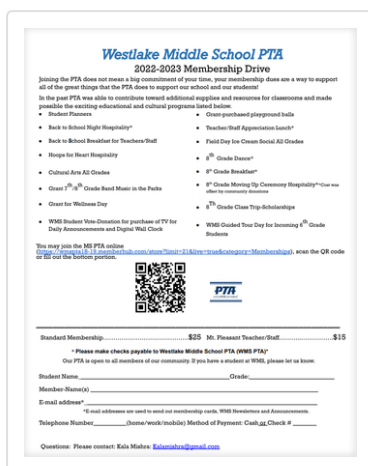 Westlake Middle School PTA
2022-2023 Membership Drive
Joining the PTA does not mean a big commitment of your time, your membership dues are a way to support
all of the great things that the PTA does to support our school and our students!
In the past PTA was able to contribute toward additional supplies and resources for classrooms and made
possible the exciting educational and cultural programs listed below.
• Student Planners
• Back to School Night Hospitality*
• Back to School Breakfast for Teachers/Staff
• Hoops for Heart Hospitality
• Cultural Arts All Grades
• Grant 7th/8th Grade Band Music in the Parks
• Grant for Wellness Day
• WMS Student Vote-Donation for purchase of TV for
Daily Announcements and Digital Wall Clock
• Grant-purchased playground balls
• Teacher/Staff Appreciation Lunch*
• Field Day Ice Cream Social All Grades
• 8th Grade Dance*
• 8th Grade Breakfast*
• 8th Grade Moving Up Ceremony Hospitality* *Cost was
offset by community donations
• 8Th Grade Class Trip-Scholarships
• WMS Guided Tour Day for Incoming 6th Grade
Students
You may join the MS PTA online
scan the QR code
or fill out the bottom portion.
PTA
Standard Membership $25 Mt. Pleasant Teacher/Staff $15
* Please make checks payable to Westlake Middle School PTA (WMS PTA)*
Our PTA is open to all members of our community. If you have a student at WMS, please let us know.
Student Name Grade:
Member-Name(s)
E-mail address*
*E-mail addresses are used to send out membership cards, WMS Newsletters and Announcements.
Telephone Number (home/work/mobile) Method of Payment: Cash or Check #
Questions: Please contact: Kala Mishra: Kalamishra@gmail.com